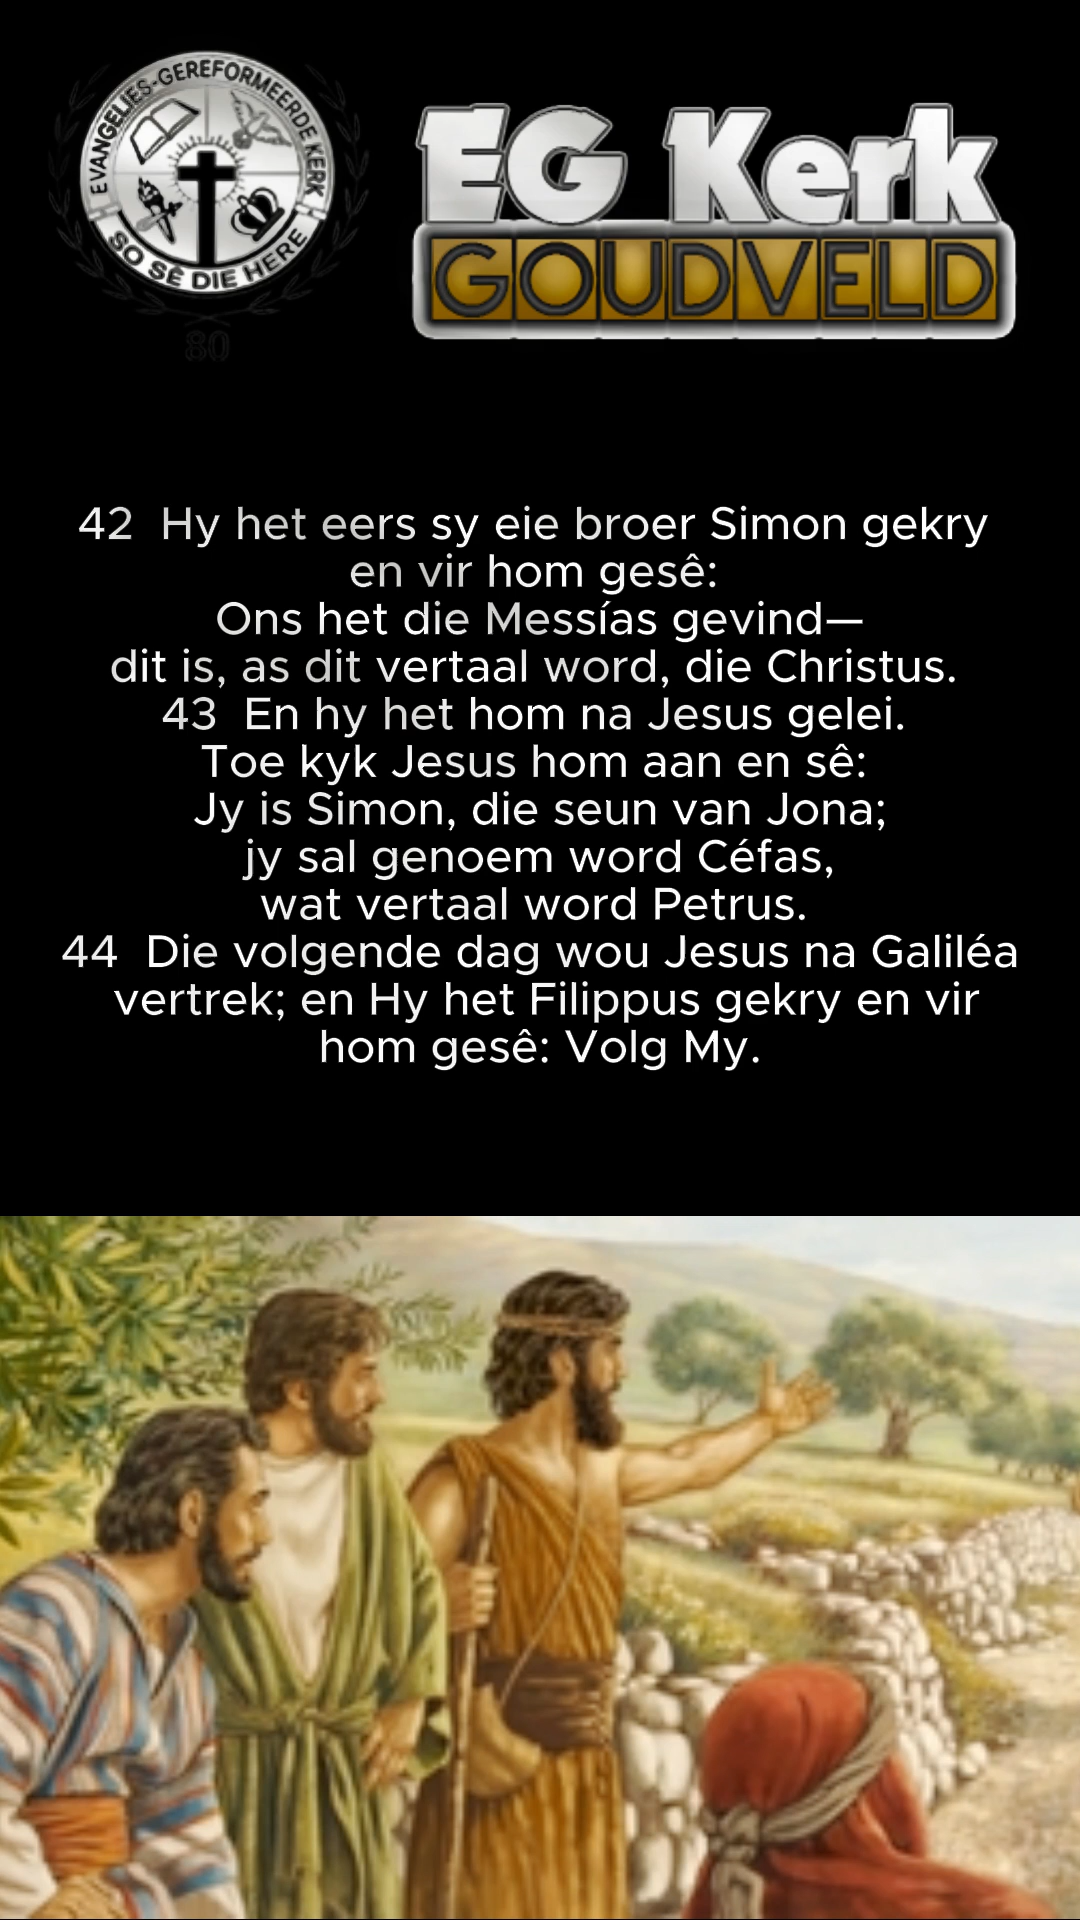 EVANGELIES-GEREFORMEERDE KERK
SO SÊ DIE HERE
80
EG Kerk
GOUDVELD
42 Hy het eers sy eie broer Simon gekry
en vir hom gesê:
Ons het die Messías gevind—
dit is, as dit vertaal word, die Christus.
43 En hy het hom na Jesus gelei.
Toe kyk Jesus hom aan en sê:
Jy is Simon, die seun van Jona;
jy sal genoem word Céfas,
wat vertaal word Petrus.
44 Die volgende dag wou Jesus na Galiléa
vertrek; en Hy het Filippus gekry en vir
hom gesê: Volg My.